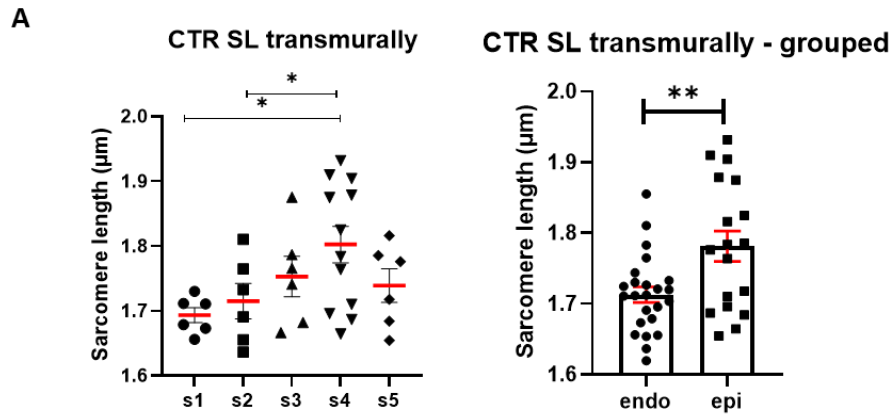 A
CTR SL transmurally
*
*
Sarcomere length (µm)
2.0
1.9
1.8
1.7
1.6
s1 s2 s3 s4 s5
CTR SL transmurally - grouped
**
Sarcomere length (µm)
2.0
1.9
1.8
1.7
1.6
endo epi